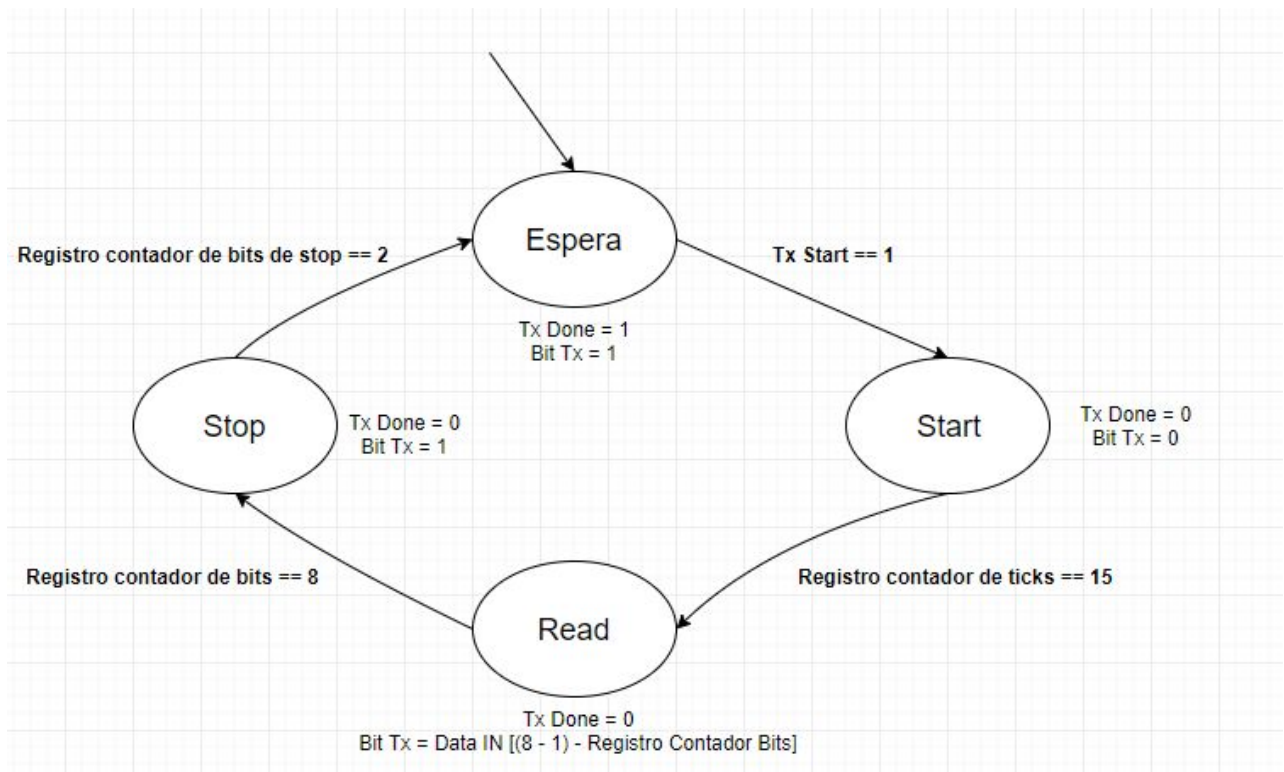 Espera
Tx Done = 1
Bit Tx = 1
Registro contador de bits de stop == 2
Tx Start == 1
Stop
Tx Done = 0
Bit Tx = 1
Start
Tx Done = 0
Bit Tx = 0
Registro contador de bits == 8
Registro contador de ticks == 15
Read
Tx Done = 0
Bit Tx = Data IN [(8 - 1) - Registro Contador Bits]